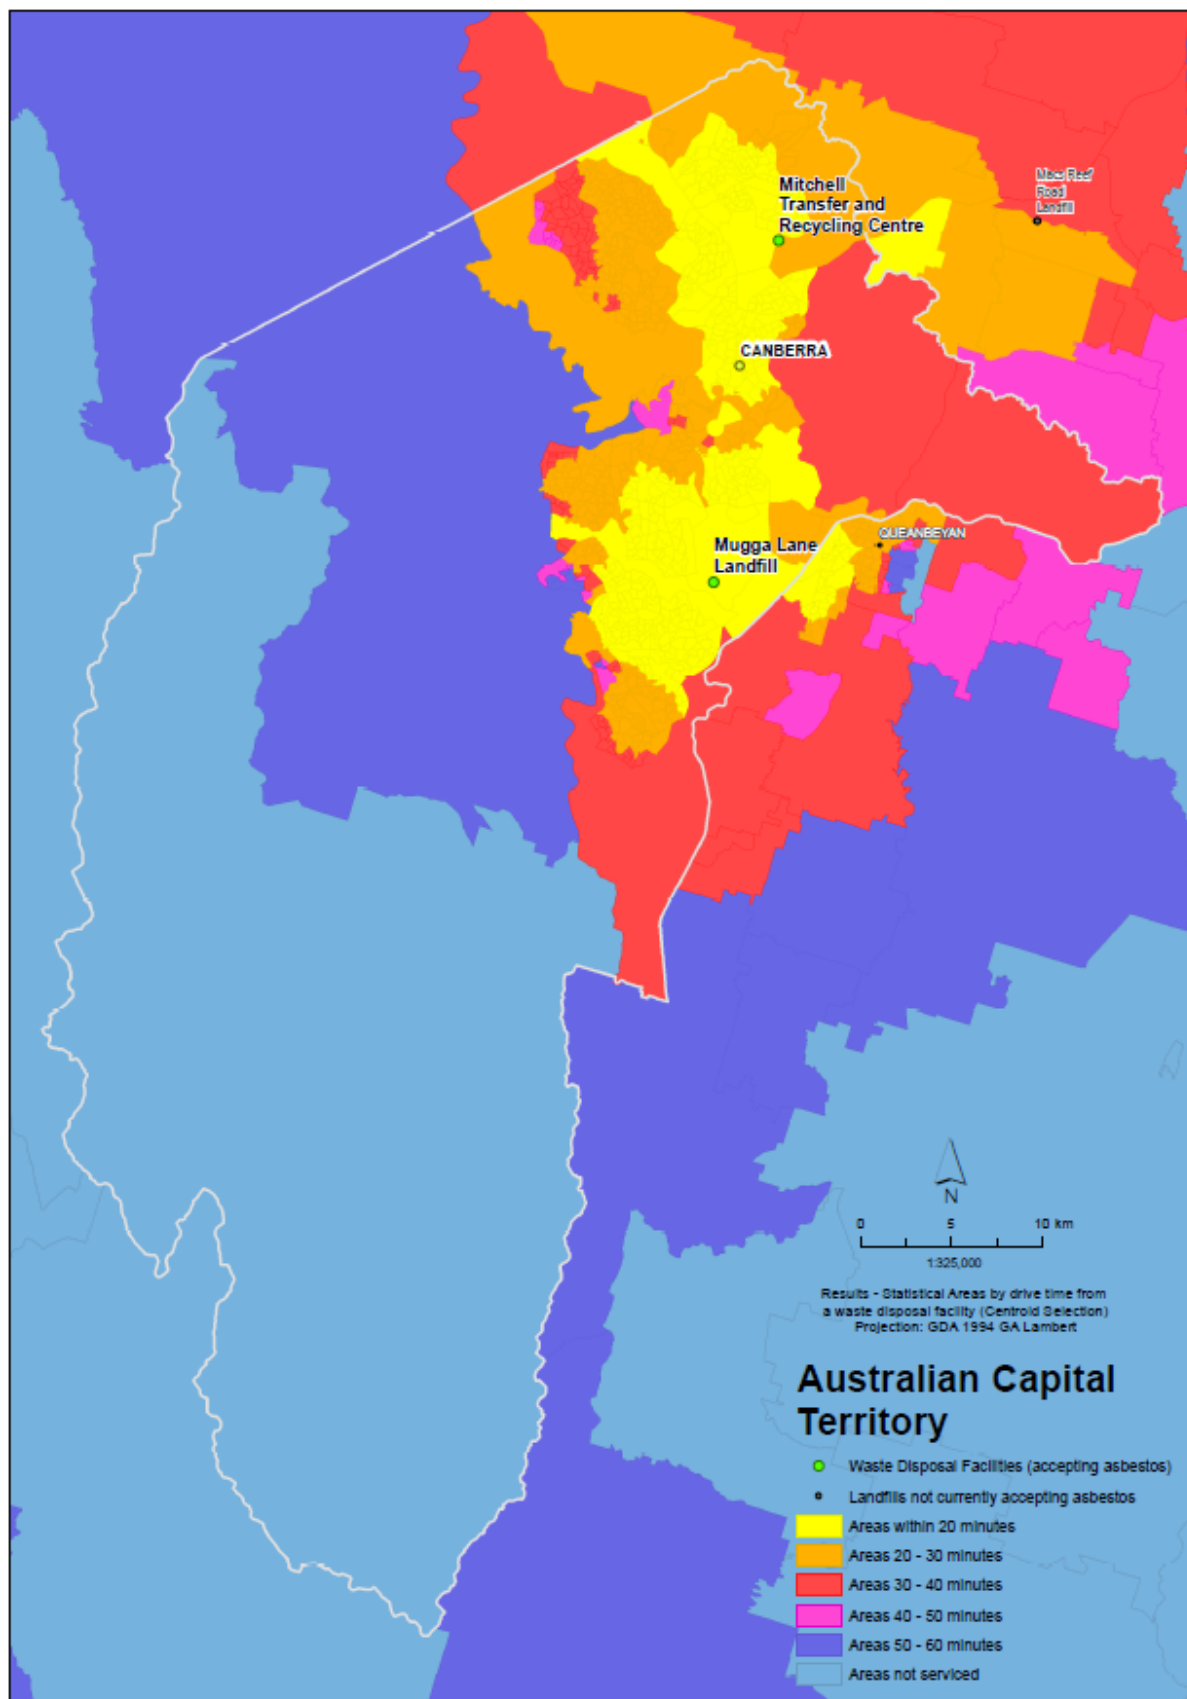 Mitchell
Transfer and
Recycling Centre
Macs Reef
Road
Landfill
CANBERRA
QUEANBEYAN
Mugga Lane
Landfill
N
0 5 10 km
1:325,000
Results - Statistical Areas by drive time from
a waste disposal facility (Centroid Selection)
Projection: GDA 1994 GA Lambert
Australian Capital
Territory
Waste Disposal Facilities (accepting asbestos)
Landfills not currently accepting asbestos
Areas within 20 minutes
Areas 20 - 30 minutes
Areas 30 - 40 minutes
Areas 40 - 50 minutes
Areas 50 - 60 minutes
Areas not serviced